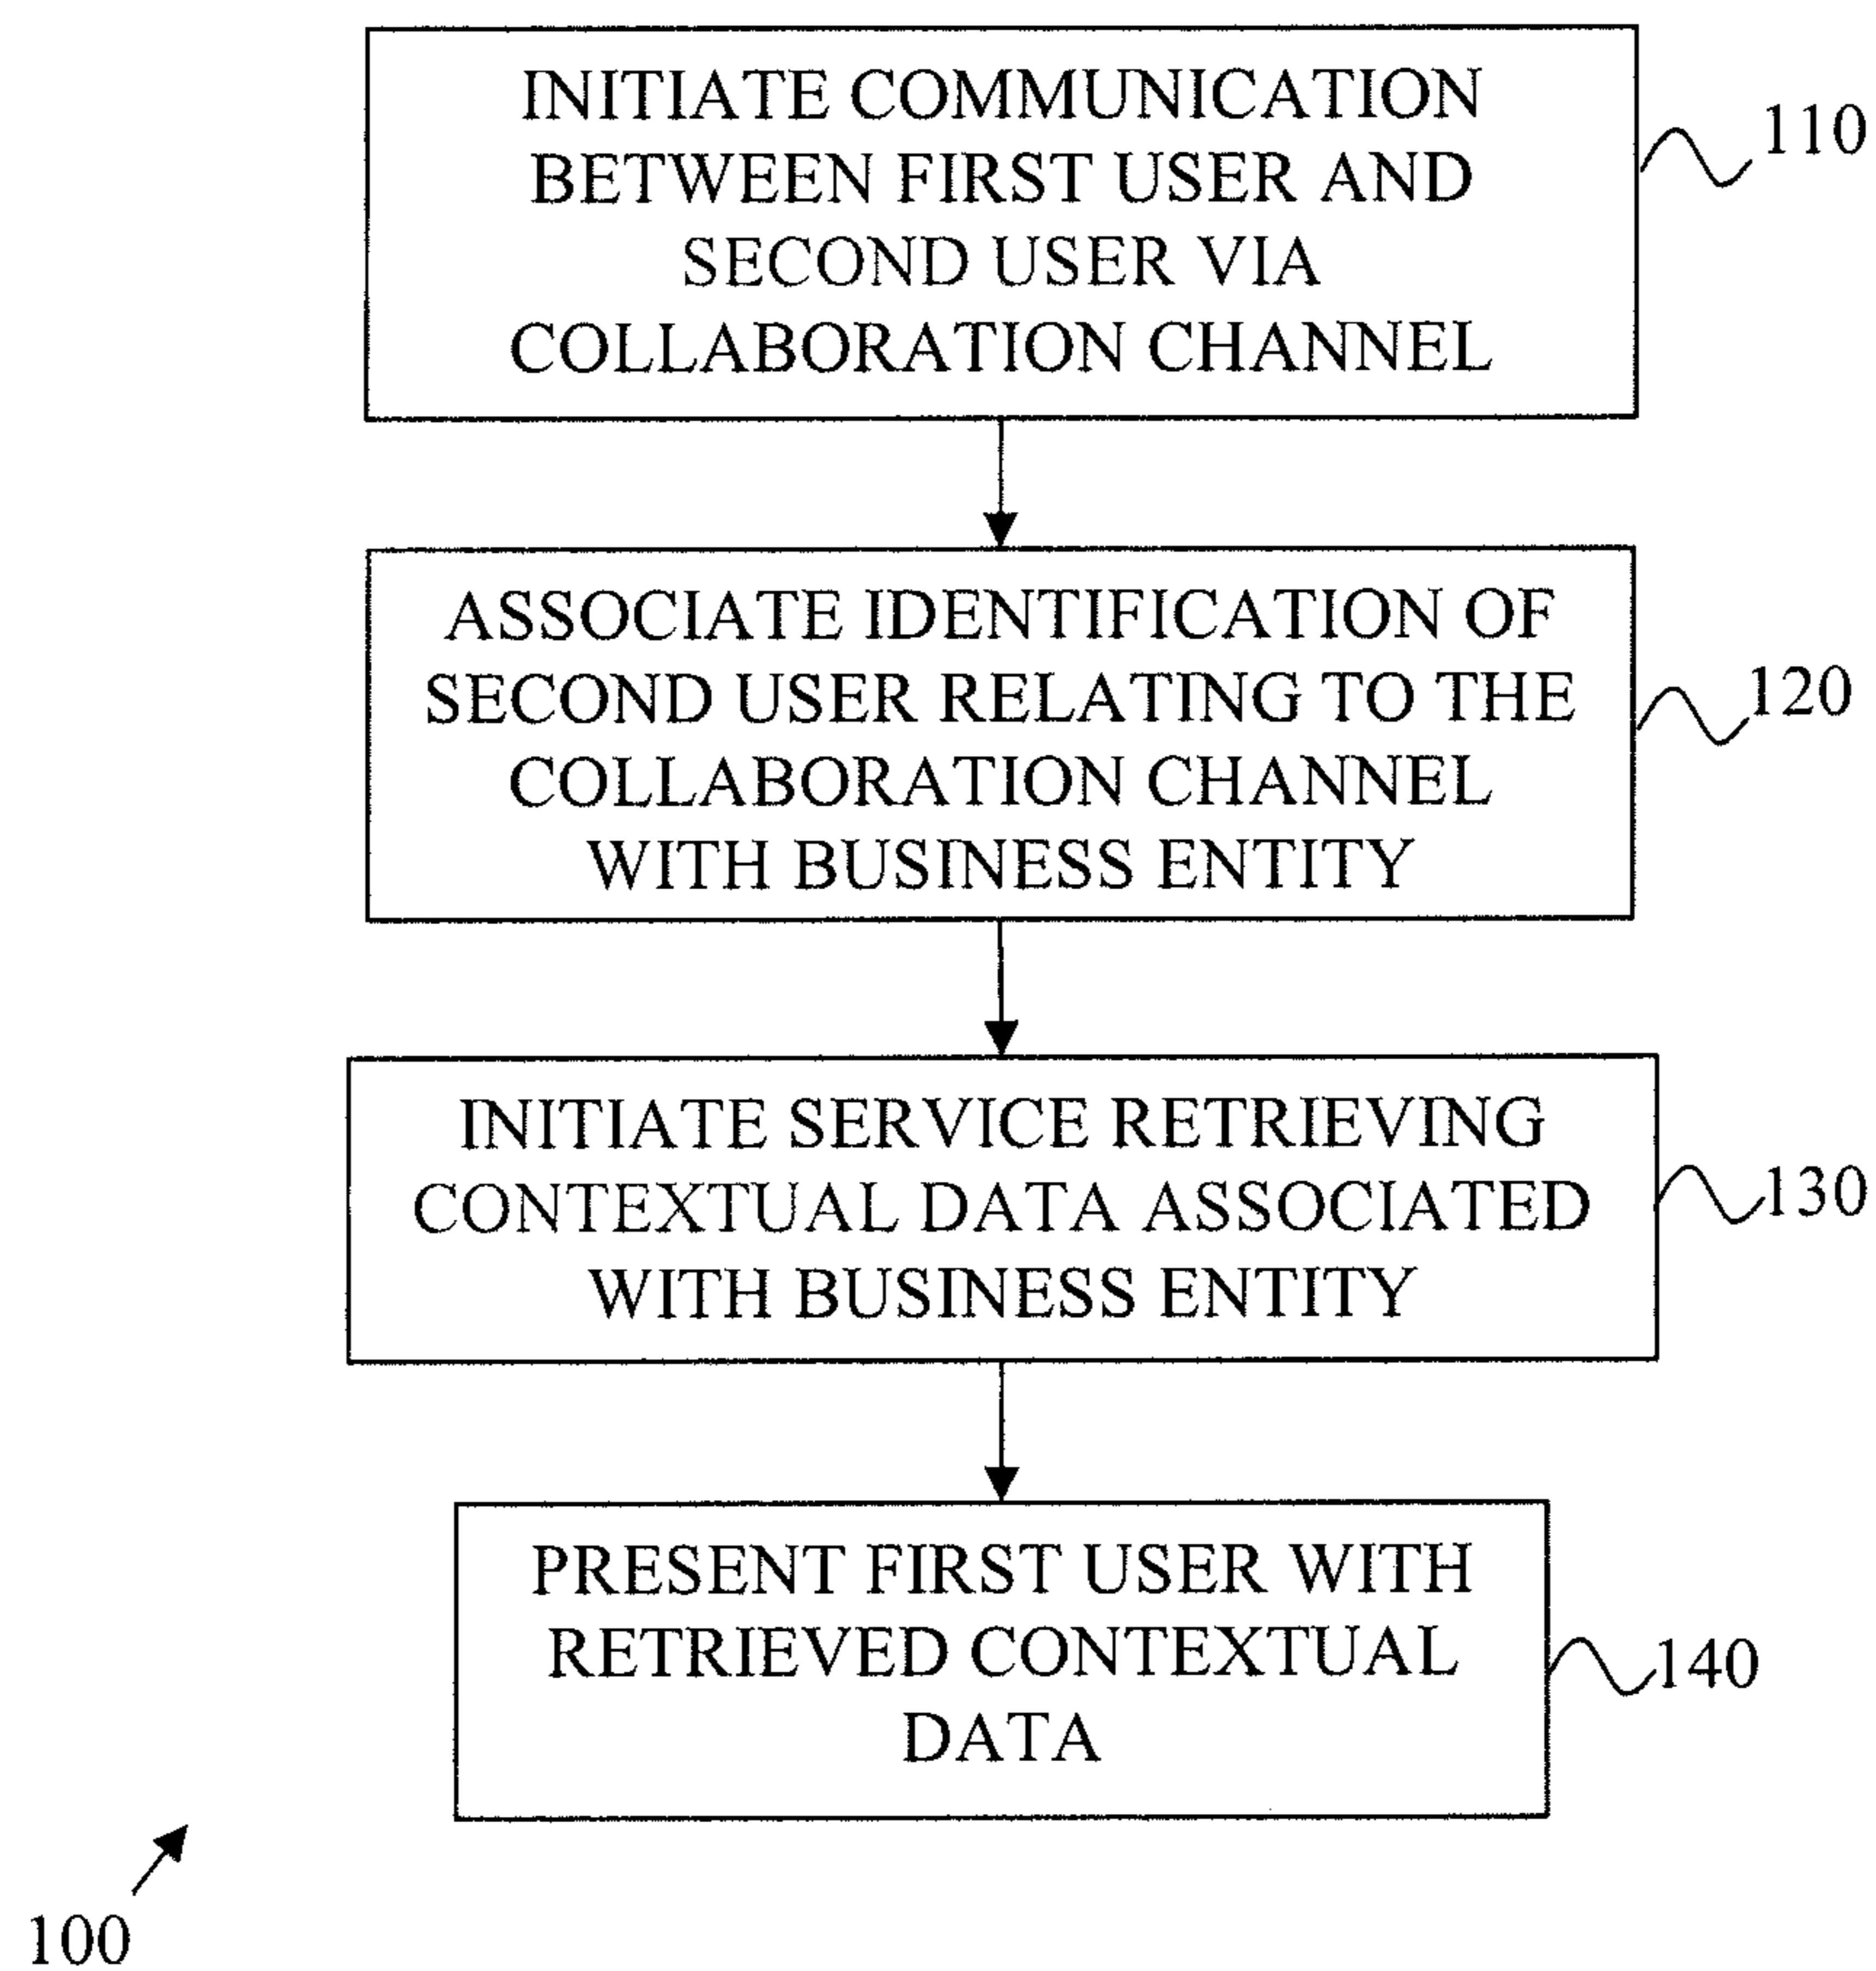 INITIATE COMMUNICATION
BETWEEN FIRST USER AND
SECOND USER VIA
COLLABORATION CHANNEL
110
ASSOCIATE IDENTIFICATION OF
SECOND USER RELATING TO THE
COLLABORATION CHANNEL
WITH BUSINESS ENTITY
120
INITIATE SERVICE RETRIEVING
CONTEXTUAL DATA ASSOCIATED
WITH BUSINESS ENTITY
130
PRESENT FIRST USER WITH
RETRIEVED CONTEXTUAL
DATA
140
100